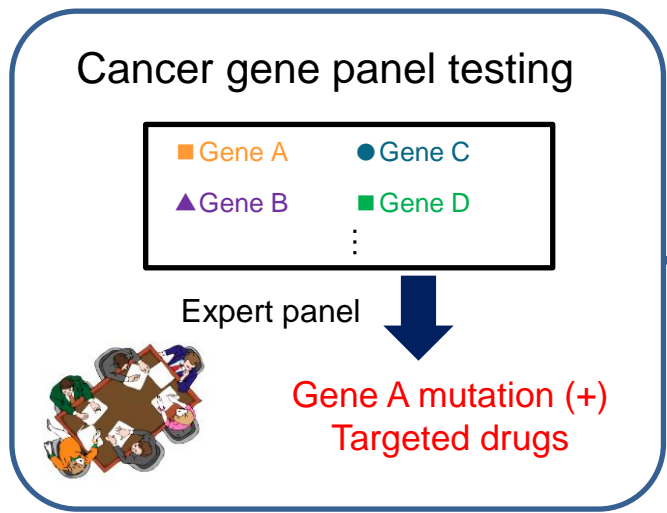 Cancer gene panel testing
■ Gene A ● Gene C
▲ Gene B ■ Gene D
⋮
Expert panel
Gene A mutation (+)
Targeted drugs